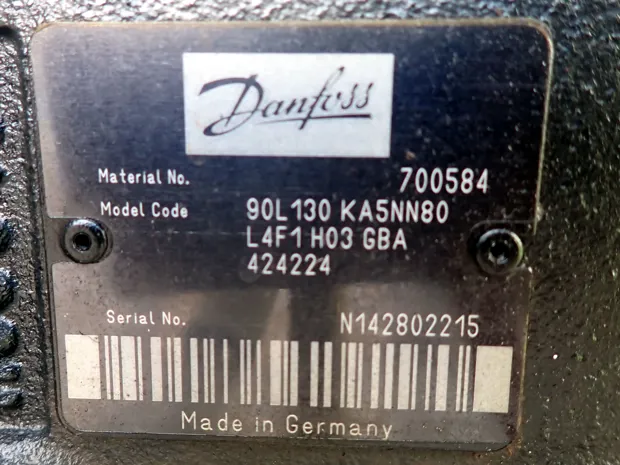 Danfoss
Material No. 700584
Model Code 90L130 KA5NN80
L4F1 H03 GBA
424224
Serial No. N142802215
Made in Germany